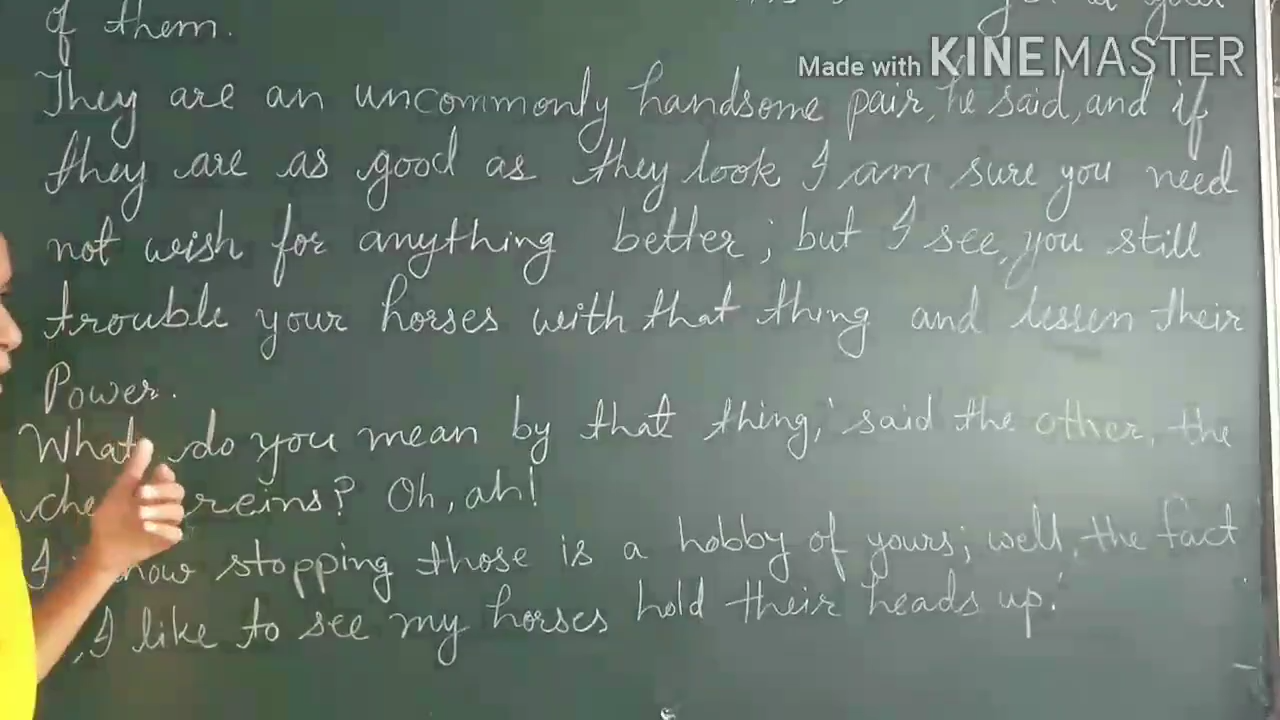 of them.
Made with KINEMASTER
They are an uncommonly handsome pair, he said, and if
they are as good as they look I am sure you need
not wish for anything better; but I see, you still
trouble your horses with that thing and lessen their
Power.
What do you mean by that thing,' said the other, the
reins? Oh, ah!
I know stopping those is a hobby of yours; well, the fact
, I like to see my horses hold their heads up.'